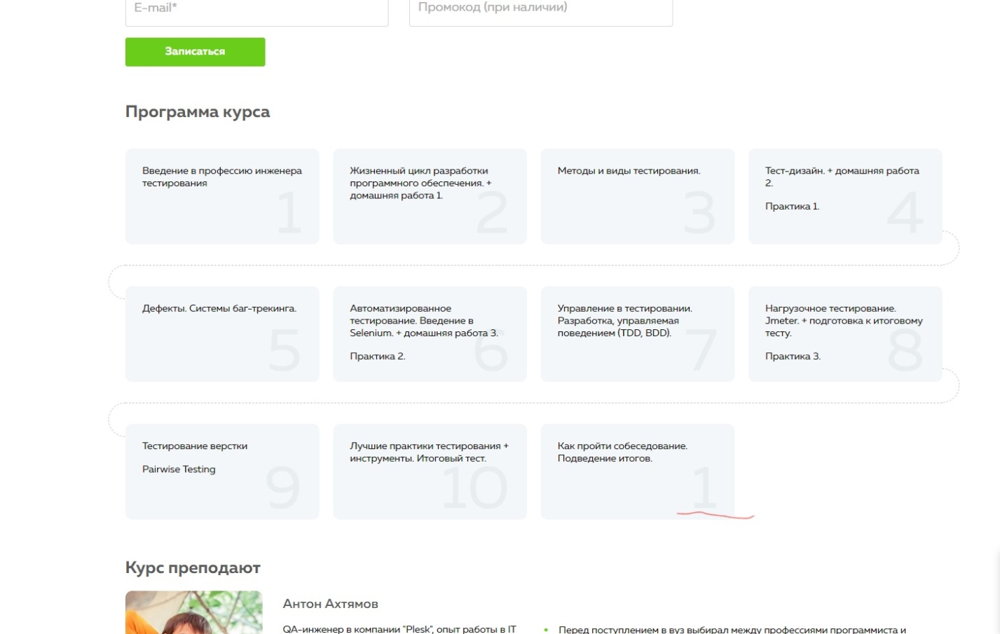 E-mail*
Промокод (при наличии)
Записаться
Программа курса
Введение в профессию инженера
тестирования
1
Жизненный цикл разработки
программного обеспечения. +
домашняя работа 1.
2
Методы и виды тестирования.
3
Тест-дизайн. + домашняя работа
2.
Практика 1.
4
Дефекты. Системы баг-трекинга.
5
Автоматизированное
тестирование. Введение в
Selenium. + домашняя работа 3.
Практика 2.
6
Управление в тестировании.
Разработка, управляемая
поведением (TDD, BDD).
7
Нагрузочное тестирование.
Jmeter. + подготовка к итоговому
тесту.
Практика 3.
8
Тестирование верстки
Pairwise Testing
9
Лучшие практики тестирования +
инструменты. Итоговый тест.
10
Как пройти собеседование.
Подведение итогов.
1
Курс преподают
Антон Ахтямов
QA-инженер в компании "Plesk", опыт работы в IT
Перед поступлением в вуз выбирал между профессиями программиста и